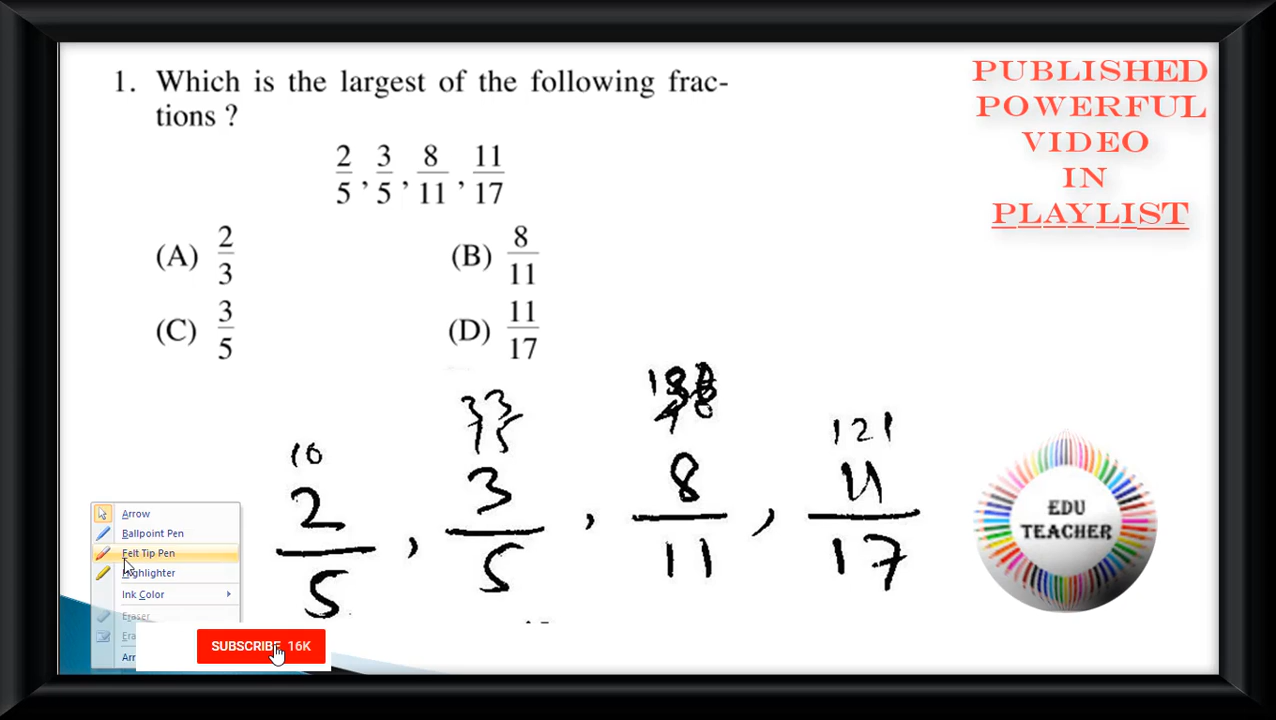 1. Which is the largest of the following frac-
tions ?
2/5, 3/5, 8/11, 11/17
(A) 2/3 (B) 8/11
(C) 3/5 (D) 11/17
PUBLISHED
POWERFUL
VIDEO
IN
PLAYLIST
10 33 121
2/5, 3/5, 8/11, 11/17
EDU
TEACHER
Arrow
Ballpoint Pen
Felt Tip Pen
Highlighter
Ink Color
Eraser
SUBSCRIBE 16K